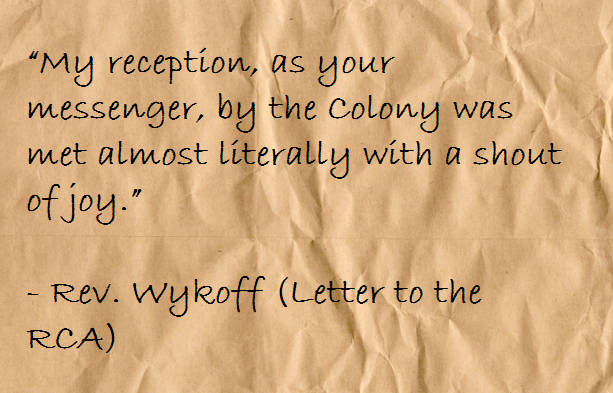 “My reception, as your
messenger, by the Colony was
met almost literally with a shout
of joy.”
- Rev. Wykoff (Letter to the
RCA)